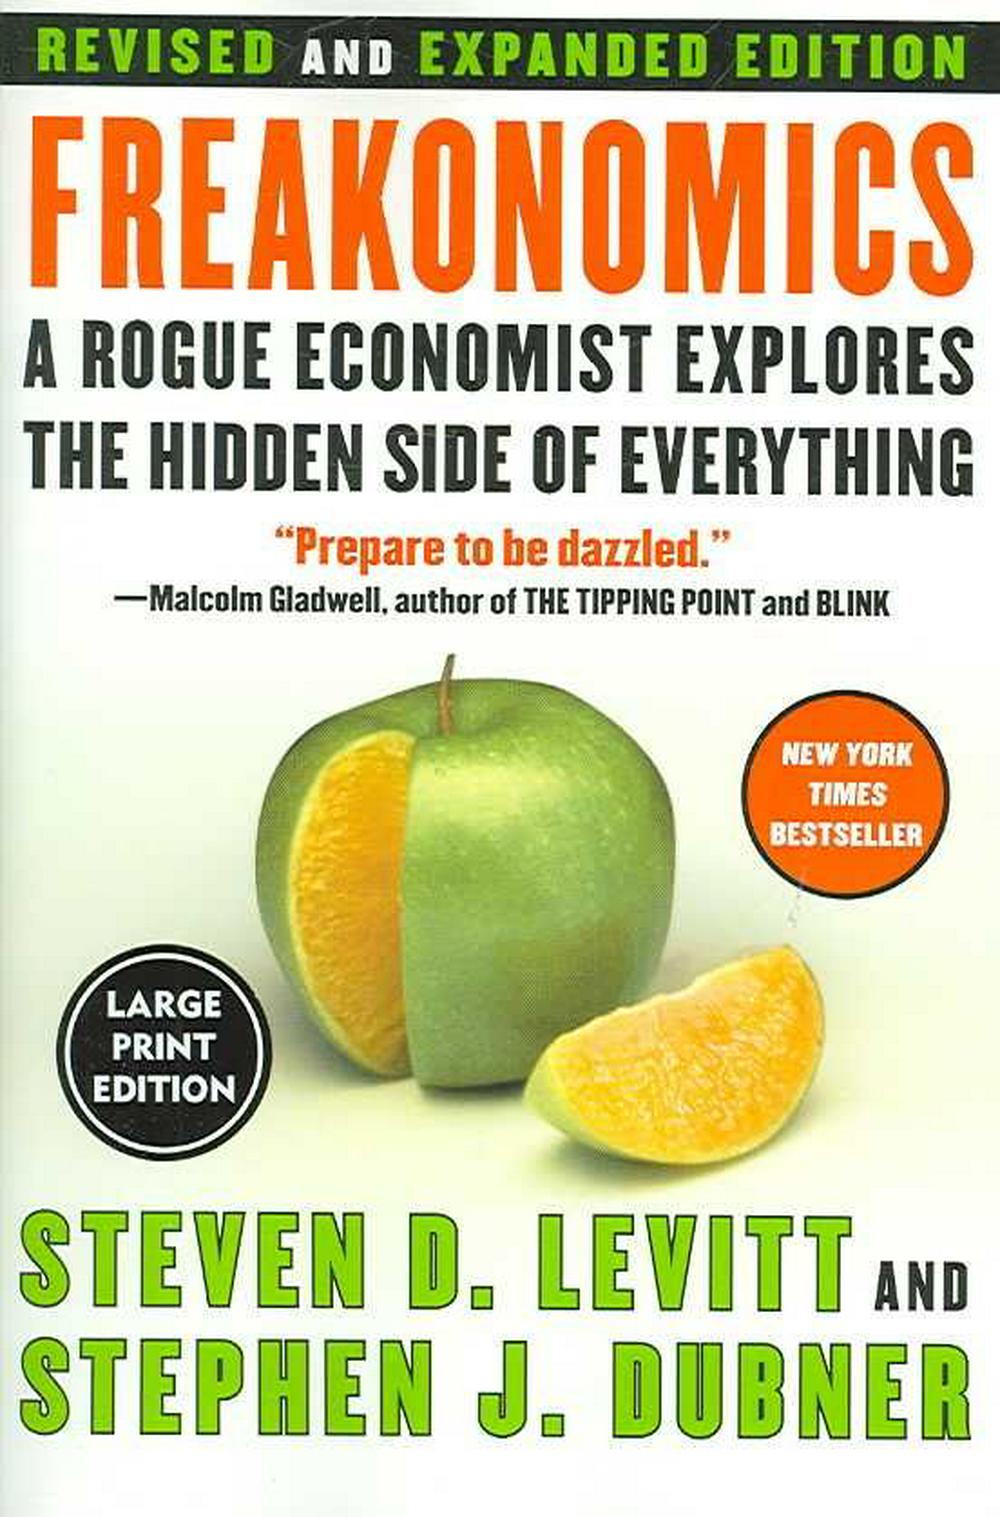 REVISED AND EXPANDED EDITION
FREAKONOMICS
A ROGUE ECONOMIST EXPLORES
THE HIDDEN SIDE OF EVERYTHING
“Prepare to be dazzled.”
—Malcolm Gladwell, author of THE TIPPING POINT and BLINK
NEW YORK
TIMES
BESTSELLER
LARGE
PRINT
EDITION
STEVEN D. LEVITT AND
STEPHEN J. DUBNER